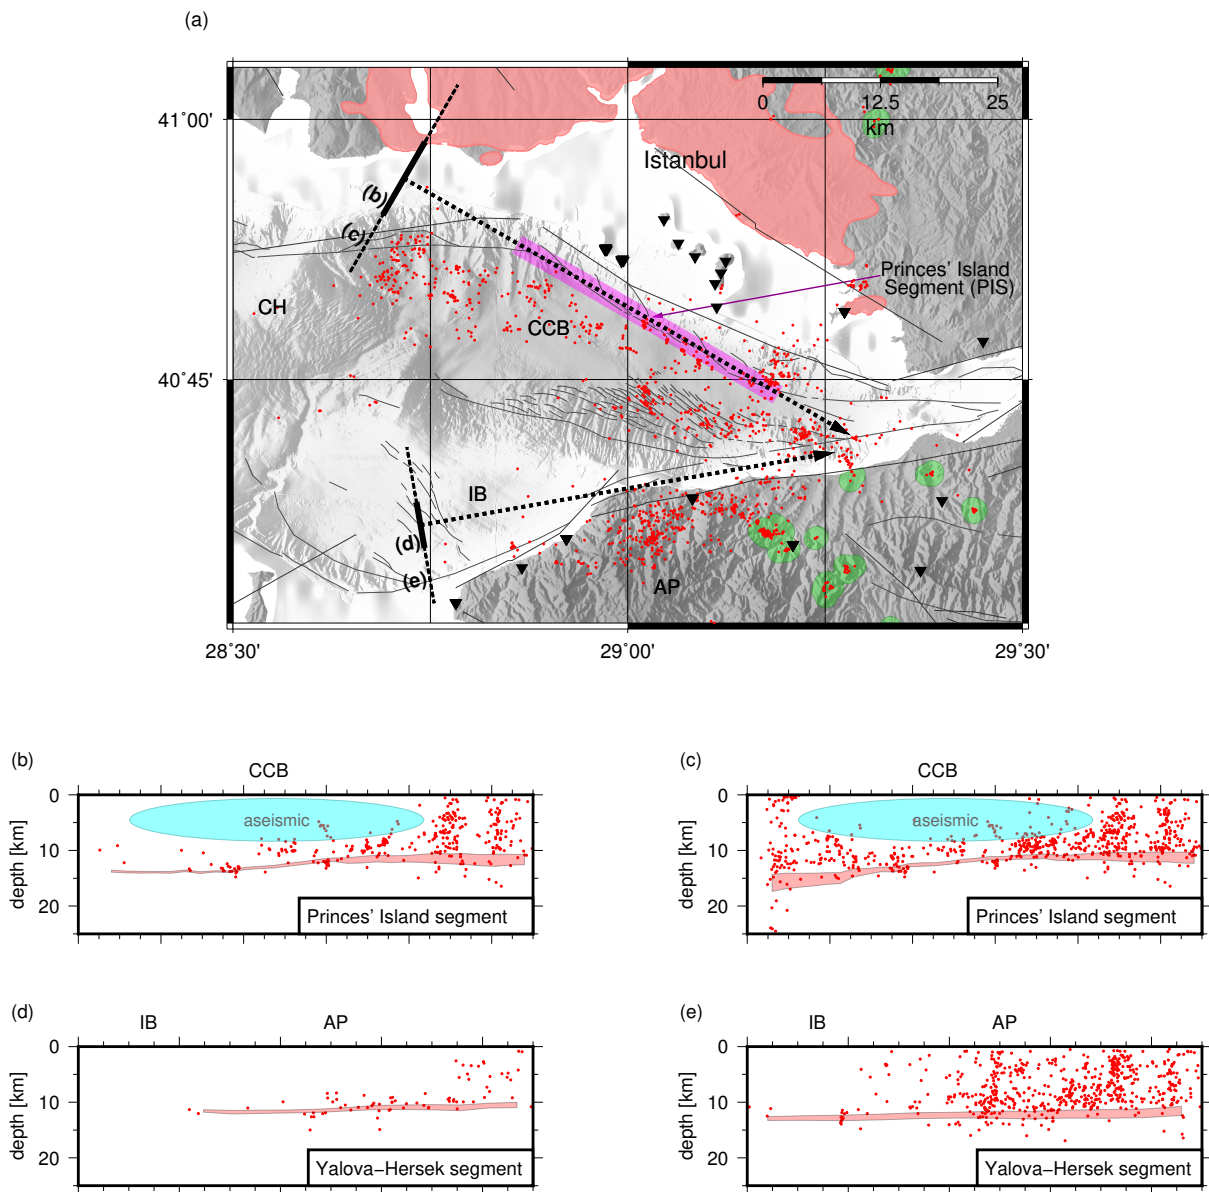 (a)
41°00'
40°45'
28°30'
29°00'
29°30'
0
12.5
25
km
Istanbul
(b)
(c)
Princes' Island
Segment (PIS)
CH
CCB
IB
(d)
(e)
AP
(b)
CCB
depth [km]
0
10
20
aseismic
Princes' Island segment
(c)
CCB
depth [km]
0
10
20
aseismic
Princes' Island segment
(d)
IB
AP
depth [km]
0
10
20
Yalova−Hersek segment
(e)
IB
AP
depth [km]
0
10
20
Yalova−Hersek segment